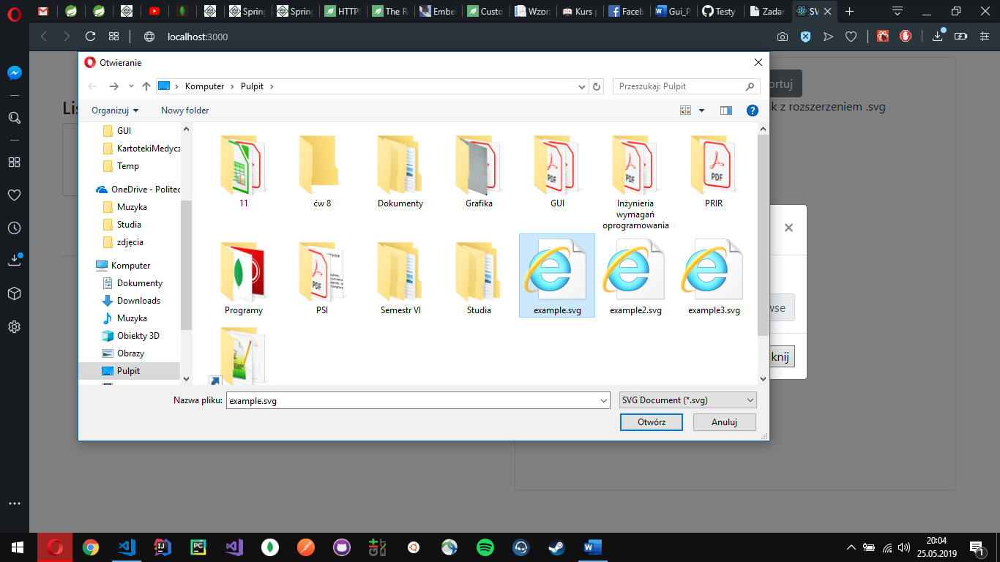 Spring
Spring
HTTPS
The R
Embe
Custo
Wzorz
Kurs p
Faceb
Gui_P
Testy
Zadar
SV
localhost:3000
Otwieranie
Komputer
Pulpit
Przeszukaj: Pulpit
ortuj
Organizuj
Nowy folder
Lis
ik z rozszerzeniem .svg
GUI
KartotekiMedycz
Temp
OneDrive - Politec
Muzyka
Studia
zdjęcia
Komputer
Dokumenty
Downloads
Muzyka
Obiekty 3D
Obrazy
Pulpit
11
ćw 8
Dokumenty
Grafika
GUI
Inżynieria
wymagań
oprogramowania
PRIR
Programy
PSI
Semestr VI
Studia
example.svg
example2.svg
example3.svg
wse
knij
Nazwa pliku:
example.svg
SVG Document (*.svg)
Otwórz
Anuluj
20:04
25.05.2019
1